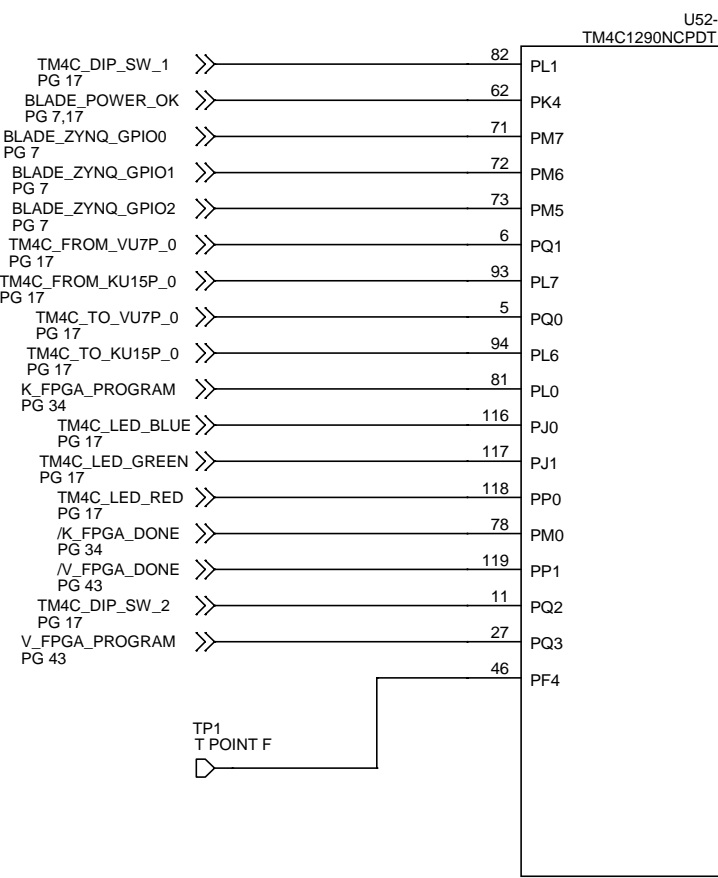 U52-
TM4C1290NCPDT
TM4C_DIP_SW_1 82 PL1
PG 17
BLADE_POWER_OK 62 PK4
PG 7,17
BLADE_ZYNQ_GPIO0 71 PM7
PG 7
BLADE_ZYNQ_GPIO1 72 PM6
PG 7
BLADE_ZYNQ_GPIO2 73 PM5
PG 7
TM4C_FROM_VU7P_0 6 PQ1
PG 17
TM4C_FROM_KU15P_0 93 PL7
PG 17
TM4C_TO_VU7P_0 5 PQ0
PG 17
TM4C_TO_KU15P_0 94 PL6
PG 17
K_FPGA_PROGRAM 81 PL0
PG 34
TM4C_LED_BLUE 116 PJ0
PG 17
TM4C_LED_GREEN 117 PJ1
PG 17
TM4C_LED_RED 118 PP0
PG 17
/K_FPGA_DONE 78 PM0
PG 34
/V_FPGA_DONE 119 PP1
PG 43
TM4C_DIP_SW_2 11 PQ2
PG 17
V_FPGA_PROGRAM 27 PQ3
PG 43
46 PF4
TP1
T POINT F